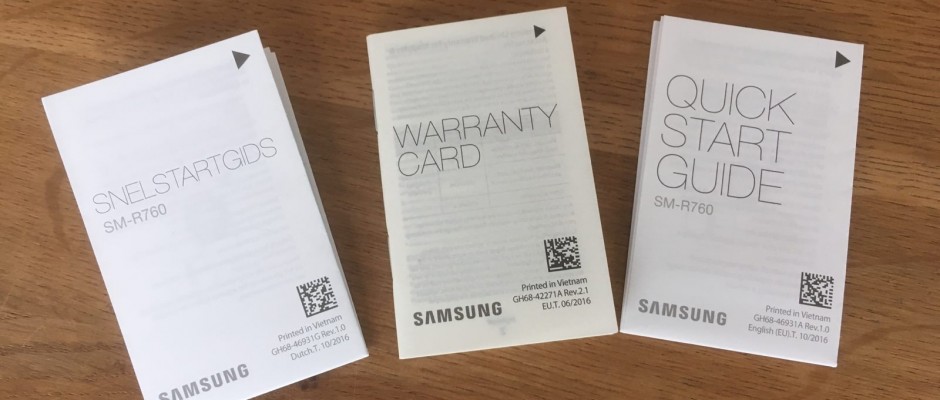 SNELSTARTGIDS
SM-R760
Printed in Vietnam
GH68-46931G Rev.1.0
Dutch.T. 10/2016
SAMSUNG
WARRANTY
CARD
Printed in Vietnam
GH68-42271A Rev.2.1
EU.T. 06/2016
SAMSUNG
QUICK
START
GUIDE
SM-R760
Printed in Vietnam
GH68-46931A Rev.1.0
English (EU).T. 10/2016
SAMSUNG